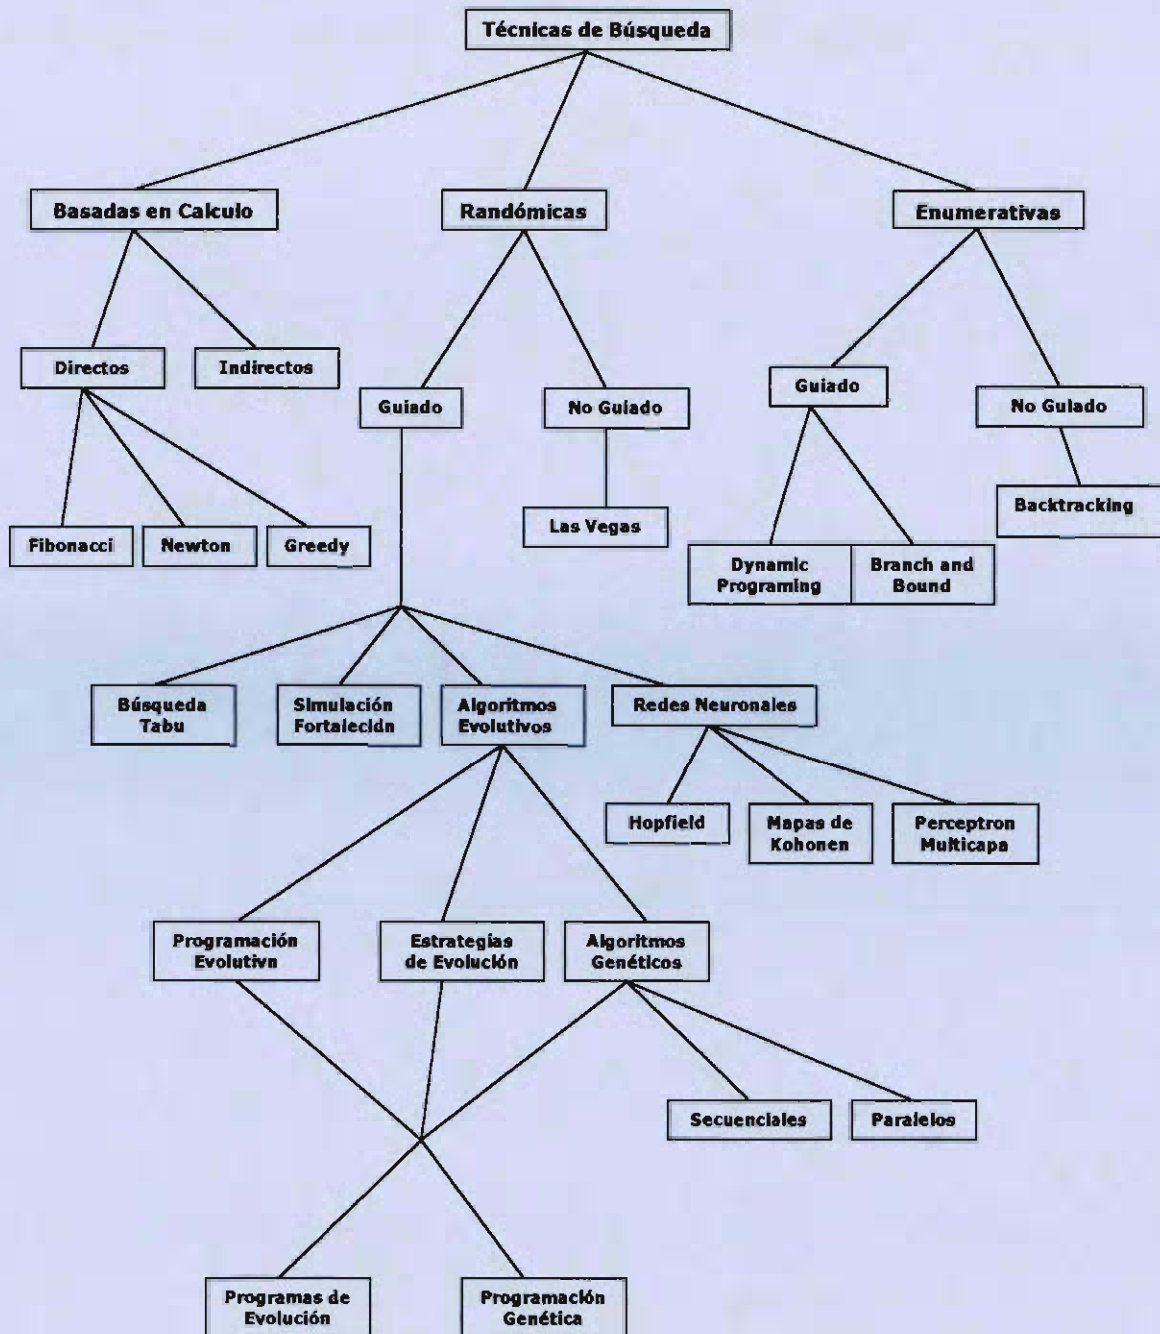 Técnicas de Búsqueda
Basadas en Calculo
Randómicas
Enumerativas
Directos
Indirectos
Guiado
No Guiado
Guiado
No Guiado
Fibonacci
Newton
Greedy
Las Vegas
Dynamic
Programing
Branch and
Bound
Backtracking
Búsqueda
Tabu
Simulación
Fortalecidn
Algoritmos
Evolutivos
Redes Neuronales
Hopfield
Mapas de
Kohonen
Perceptron
Multicapa
Programación
Evolutivn
Estrategias
de Evolución
Algoritmos
Genéticos
Secuenciales
Paralelos
Programas de
Evolución
Programación
Genética